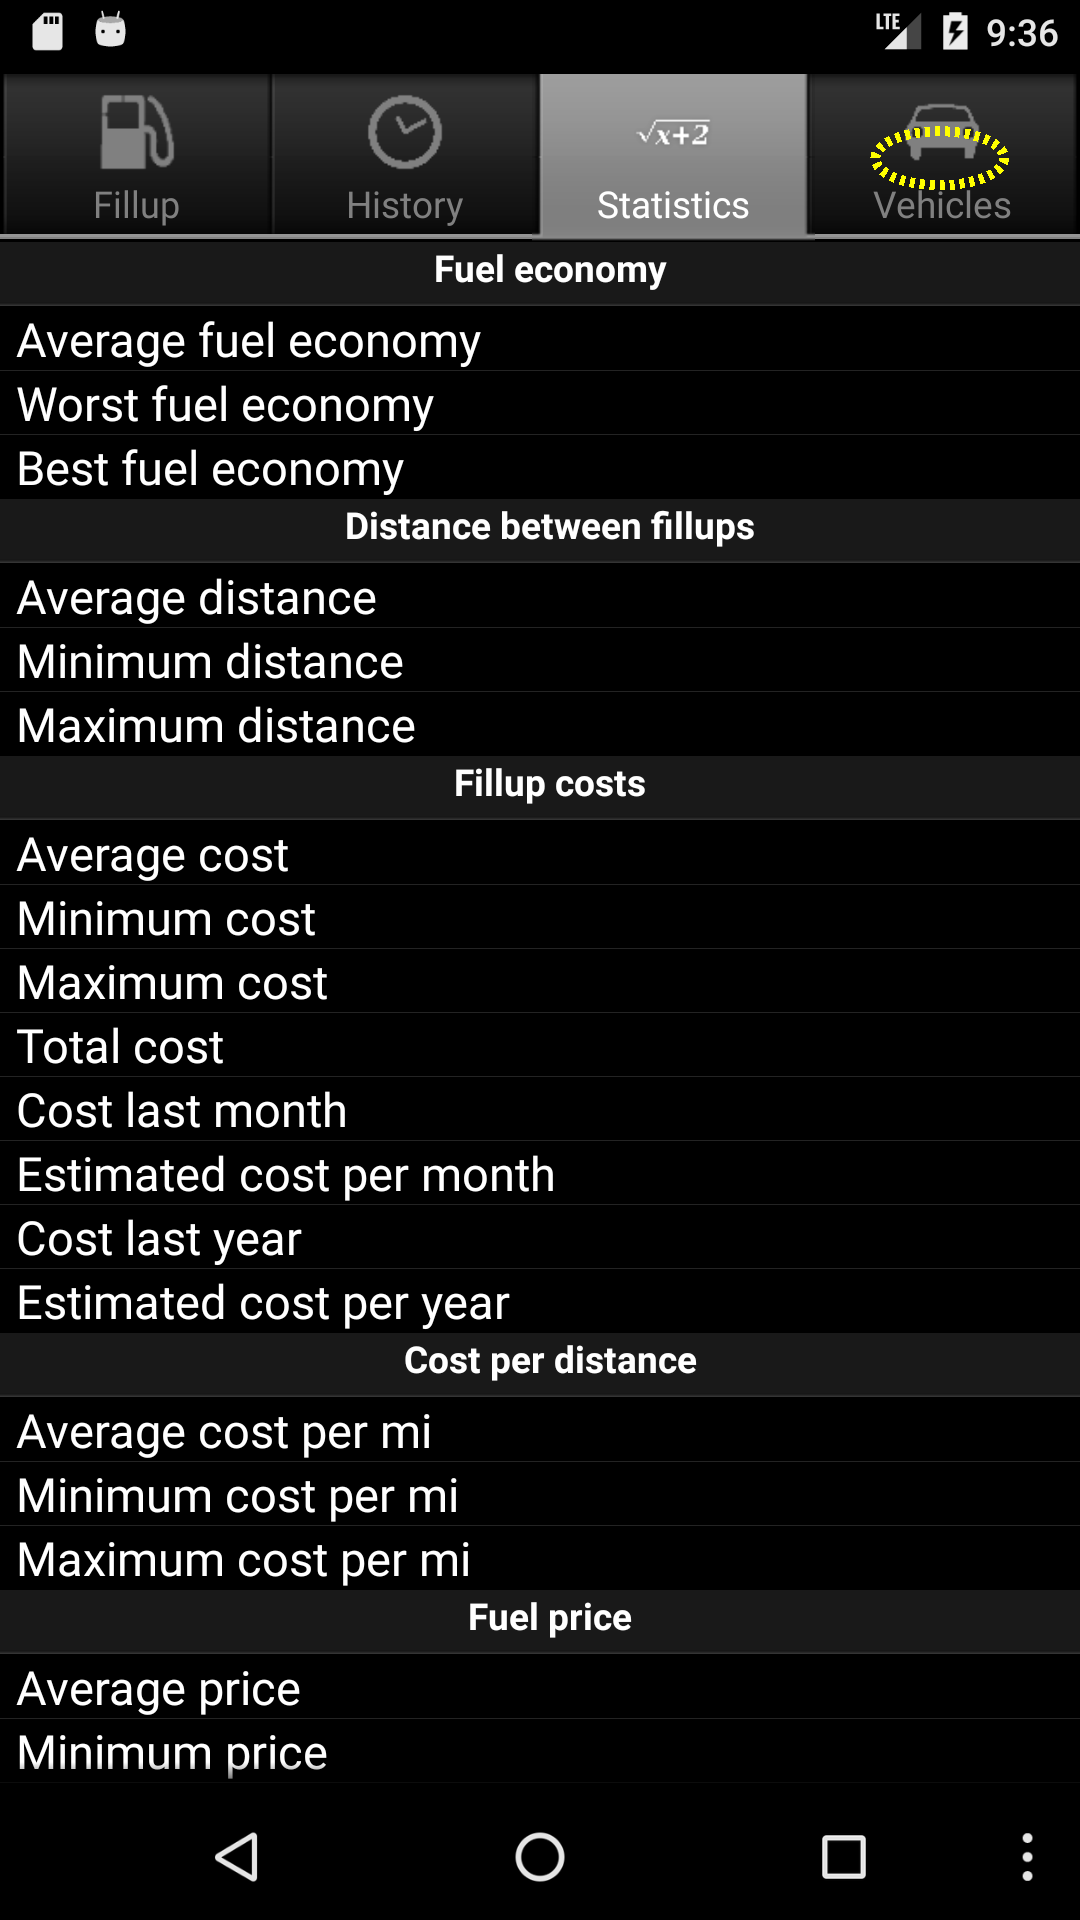 LTE 9:36
Fillup History √x+2 Statistics Vehicles
Fuel economy
Average fuel economy
Worst fuel economy
Best fuel economy
Distance between fillups
Average distance
Minimum distance
Maximum distance
Fillup costs
Average cost
Minimum cost
Maximum cost
Total cost
Cost last month
Estimated cost per month
Cost last year
Estimated cost per year
Cost per distance
Average cost per mi
Minimum cost per mi
Maximum cost per mi
Fuel price
Average price
Minimum price